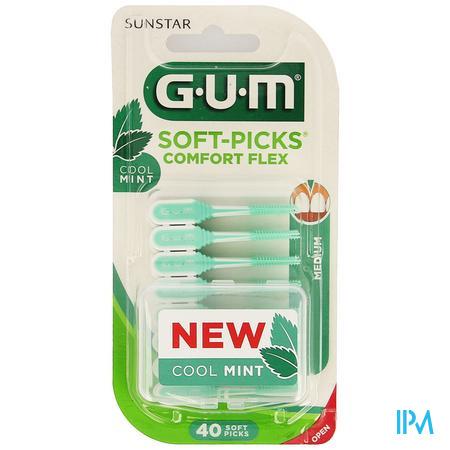 SUNSTAR
G·U·M
SOFT-PICKS®
COMFORT FLEX
COOL
MINT
MEDIUM
NEW
COOL MINT
40 SOFT
PICKS
OPEN
IPM